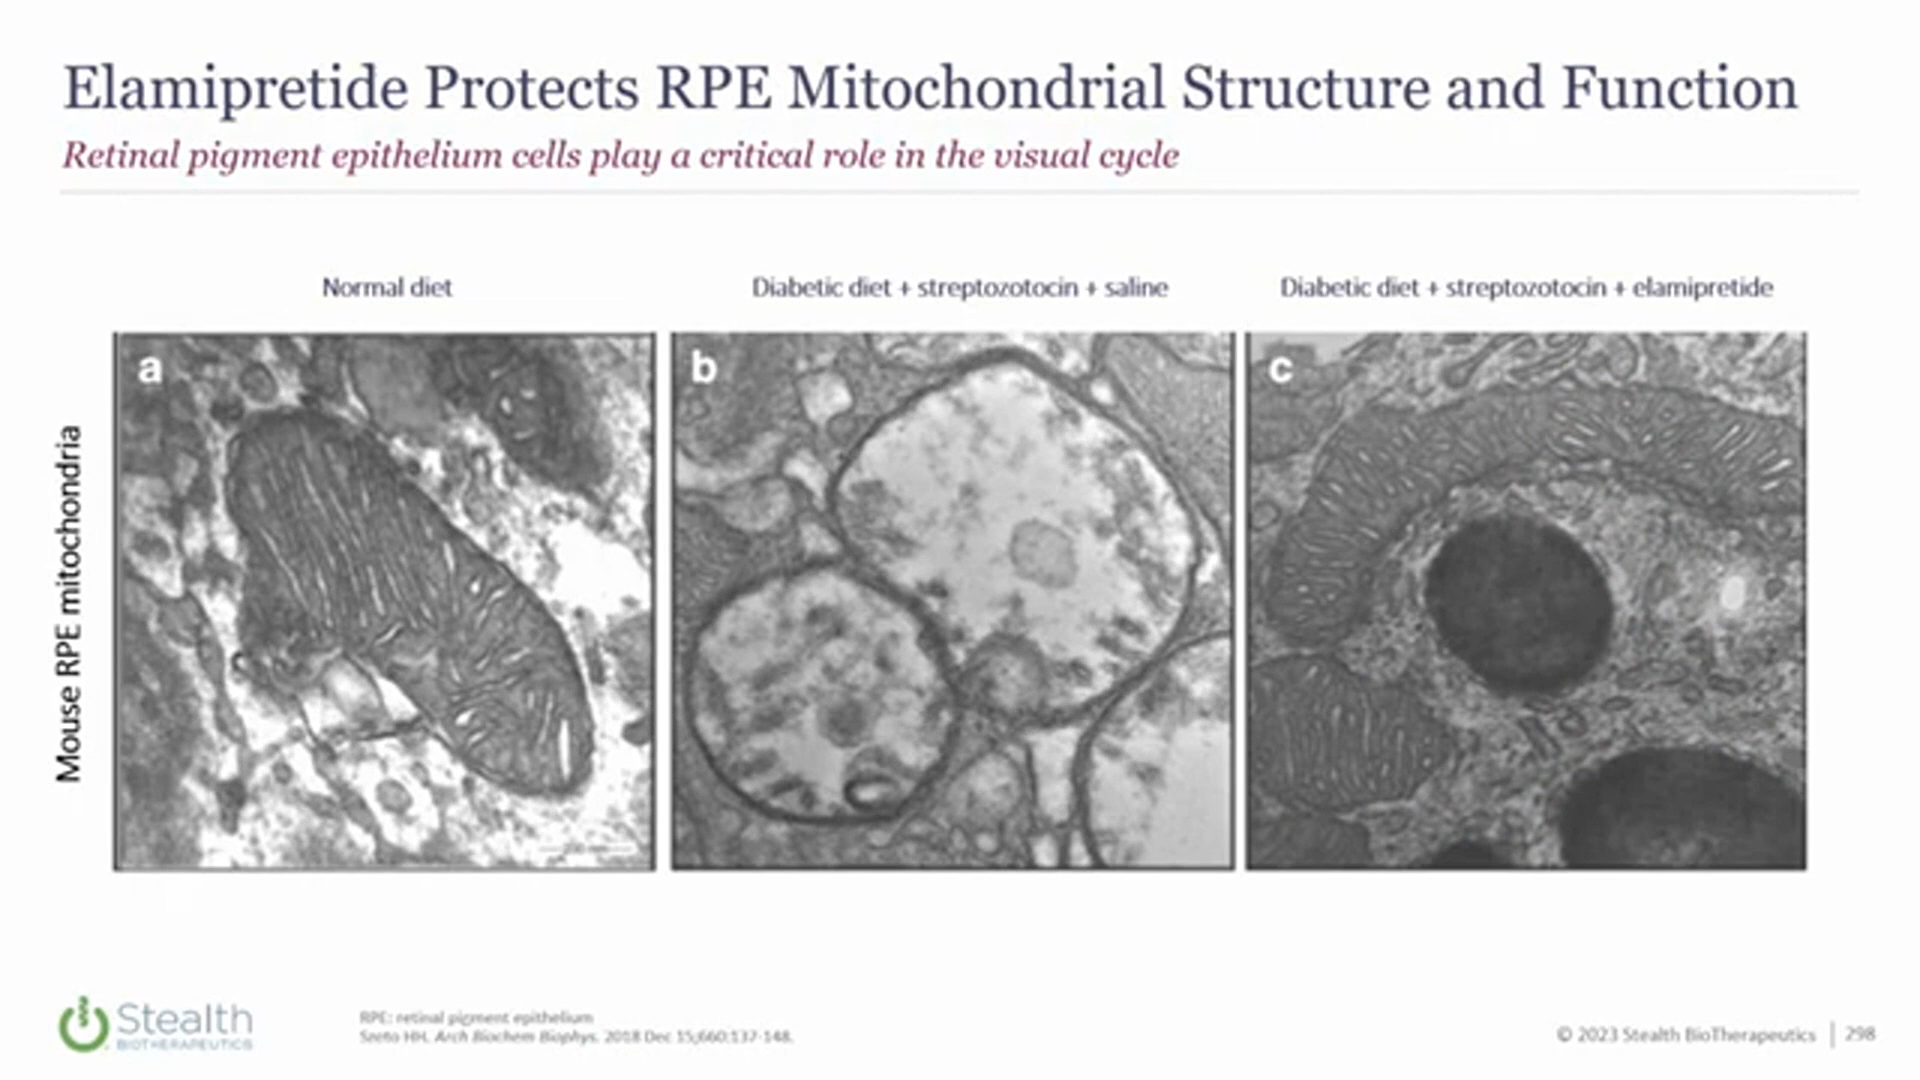 Elamipretide Protects RPE Mitochondrial Structure and Function
Retinal pigment epithelium cells play a critical role in the visual cycle
Normal diet
Diabetic diet + streptozotocin + saline
Diabetic diet + streptozotocin + elamipretide
Mouse RPE mitochondria
a
b
c
Stealth
BIOTHERAPEUTICS
RPE: retinal pigment epithelium
Szeto HH. Arch Biochem Biophys. 2018 Dec 15;660:137-148.
© 2023 Stealth BioTherapeutics | 298